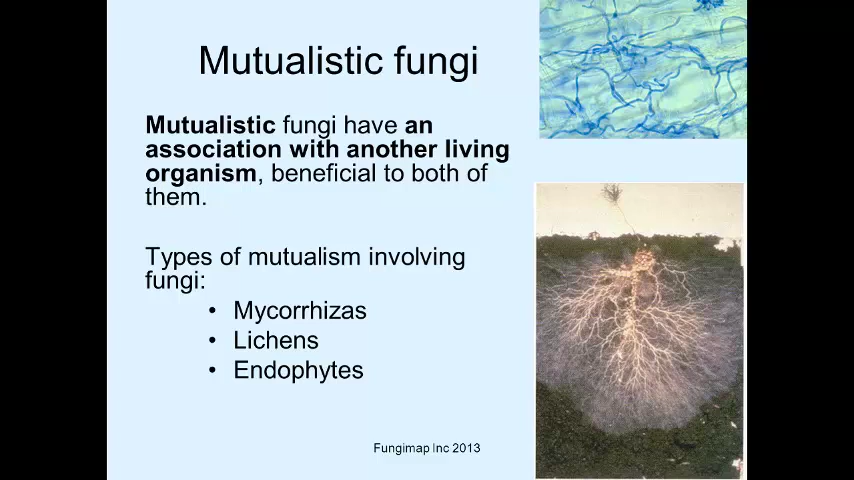 Mutualistic fungi
Mutualistic fungi have an
association with another living
organism, beneficial to both of
them.
Types of mutualism involving
fungi:
• Mycorrhizas
• Lichens
• Endophytes
Fungimap Inc 2013